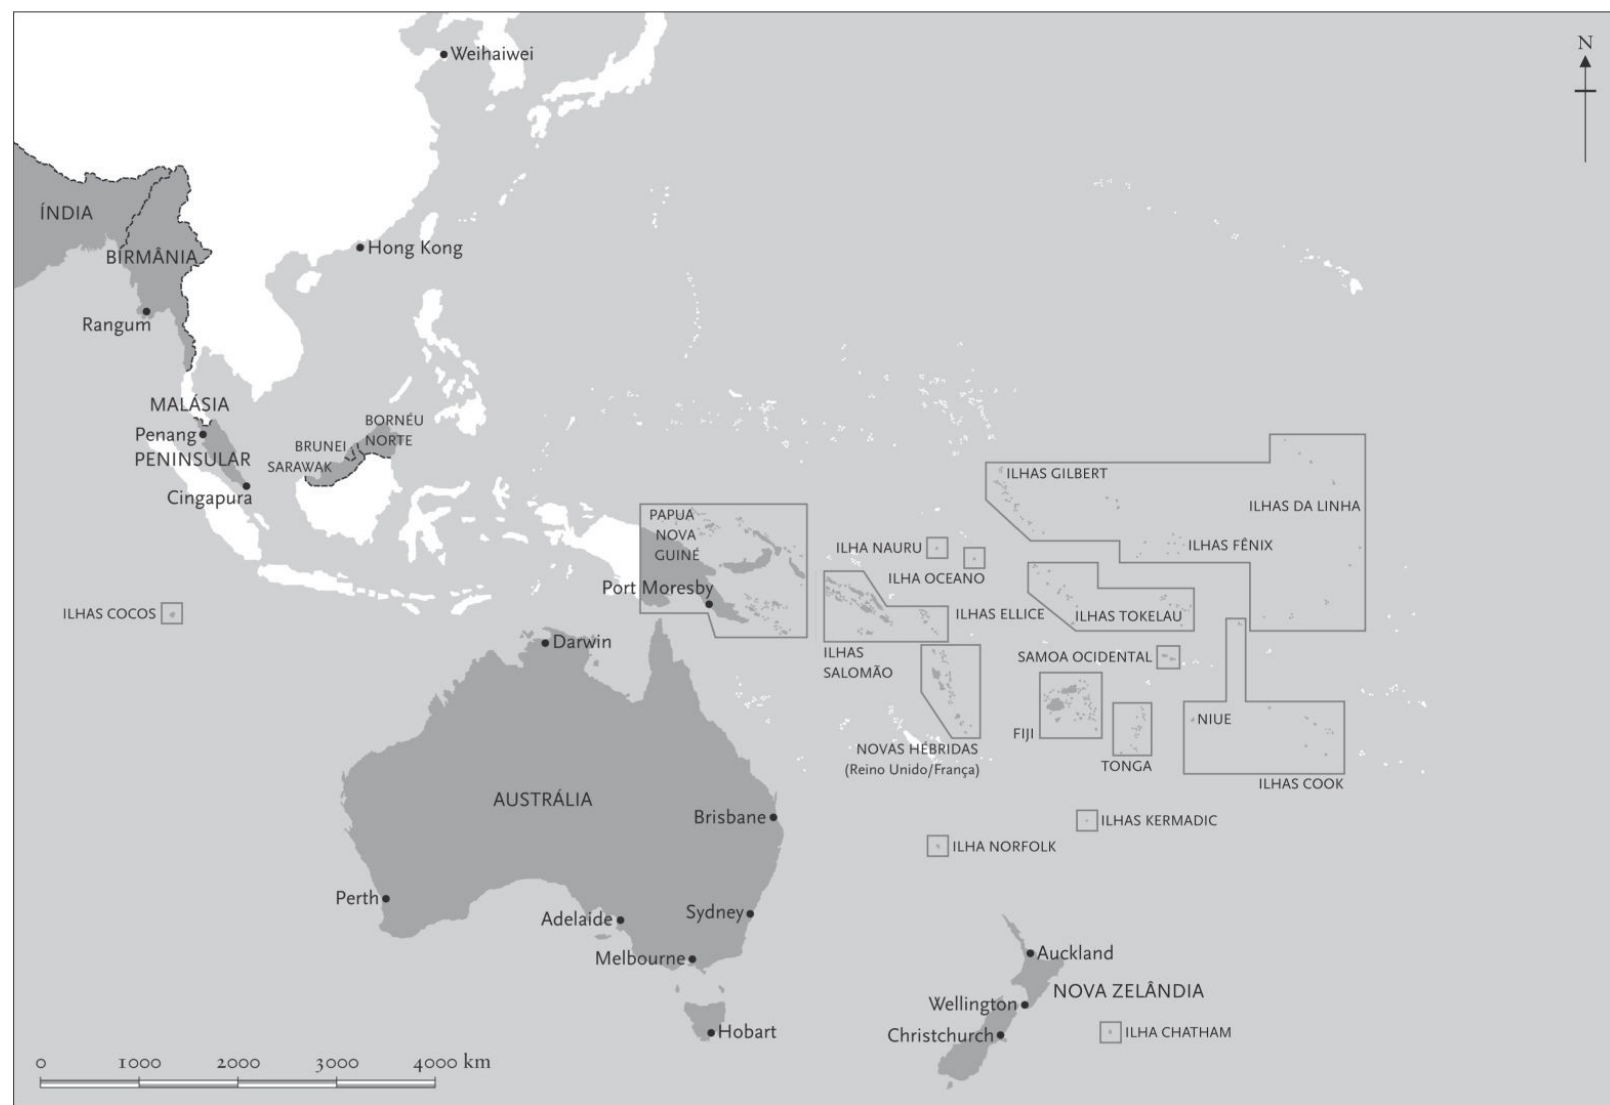 N
Weihaiwei
ÍNDIA
BIRMÂNIA
Hong Kong
Rangum
MALÁSIA
Penang
PENINSULAR
Cingapura
BORNÉU
NORTE
BRUNEI
SARAWAK
ILHAS GILBERT
ILHAS DA LINHA
PAPUA
NOVA
GUINÉ
Port Moresby
ILHA NAURU
ILHA OCEANO
ILHAS FÊNIX
ILHAS COCOS
ILHAS ELLICE
ILHAS TOKELAU
Darwin
ILHAS
SALOMÃO
SAMOA OCIDENTAL
NIUE
FIJI
NOVAS HÉBRIDAS
(Reino Unido/França)
TONGA
ILHAS COOK
AUSTRÁLIA
Brisbane
ILHAS KERMADIC
ILHA NORFOLK
Perth
Adelaide
Sydney
Melbourne
Auckland
NOVA ZELÂNDIA
Wellington
Christchurch
Hobart
ILHA CHATHAM
0 1000 2000 3000 4000 km